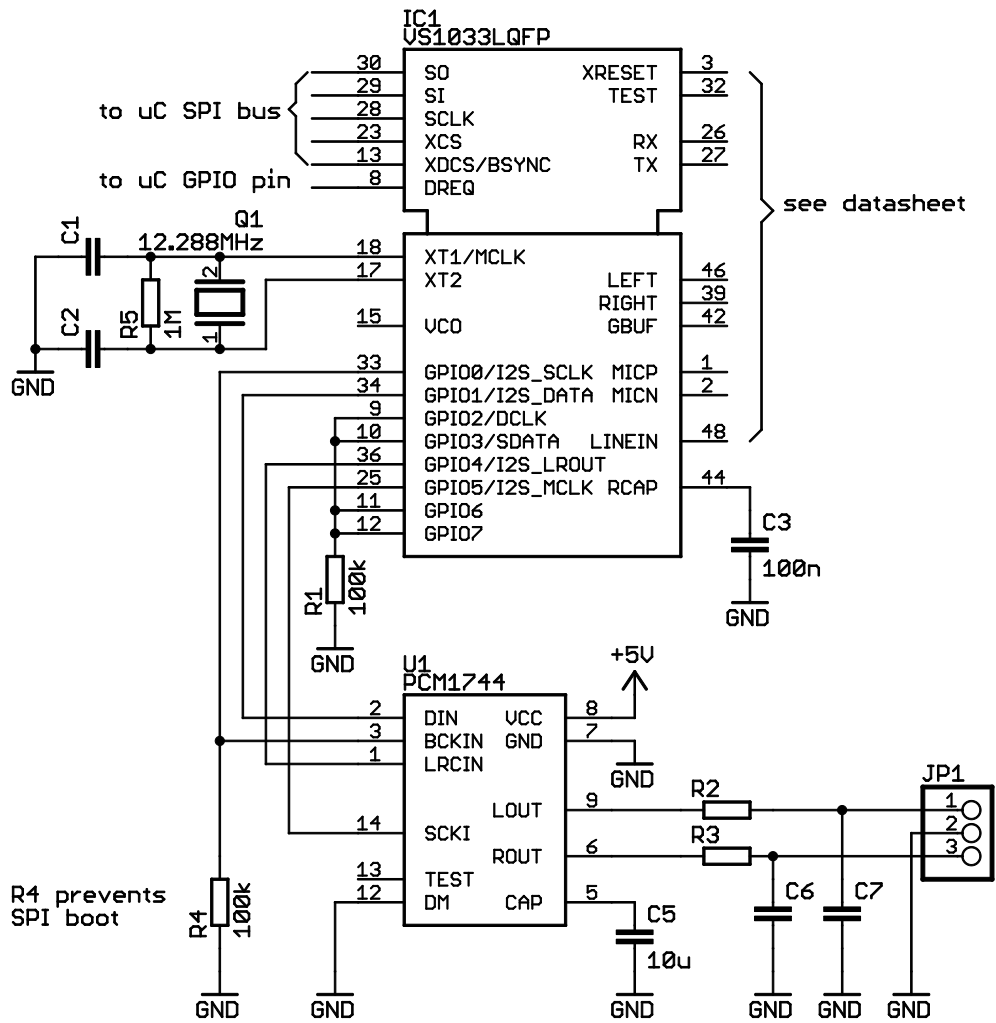 IC1
VS1033LQFP
30 SO XRESET 3
29 SI TEST 32
to uC SPI bus
28 SCLK
23 XCS RX 26
13 XDCS/BSYNC TX 27
to uC GPIO pin 8 DREQ
see datasheet
C1 Q1
12.288MHz
18 XT1/MCLK
2
17 XT2 LEFT 46
RIGHT 39
C2 R5 1M 1
15 VCO GBUF 42
GND
33 GPIO0/I2S_SCLK MICP 1
34 GPIO1/I2S_DATA MICN 2
9 GPIO2/DCLK
10 GPIO3/SDATA LINEIN 48
36 GPIO4/I2S_LROUT
25 GPIO5/I2S_MCLK RCAP 44
11 GPIO6
12 GPIO7
C3
100n
GND
R1 100k
GND
+5V
U1
PCM1744
2 DIN VCC 8
3 BCKIN GND 7
1 LRCIN
GND
JP1
LOUT 9 R2 1
14 SCKI 2
ROUT 6 R3 3
13 TEST
12 DM CAP 5
R4 prevents
SPI boot
R4 100k
C5
10u
C6 C7
GND GND GND GND GND GND